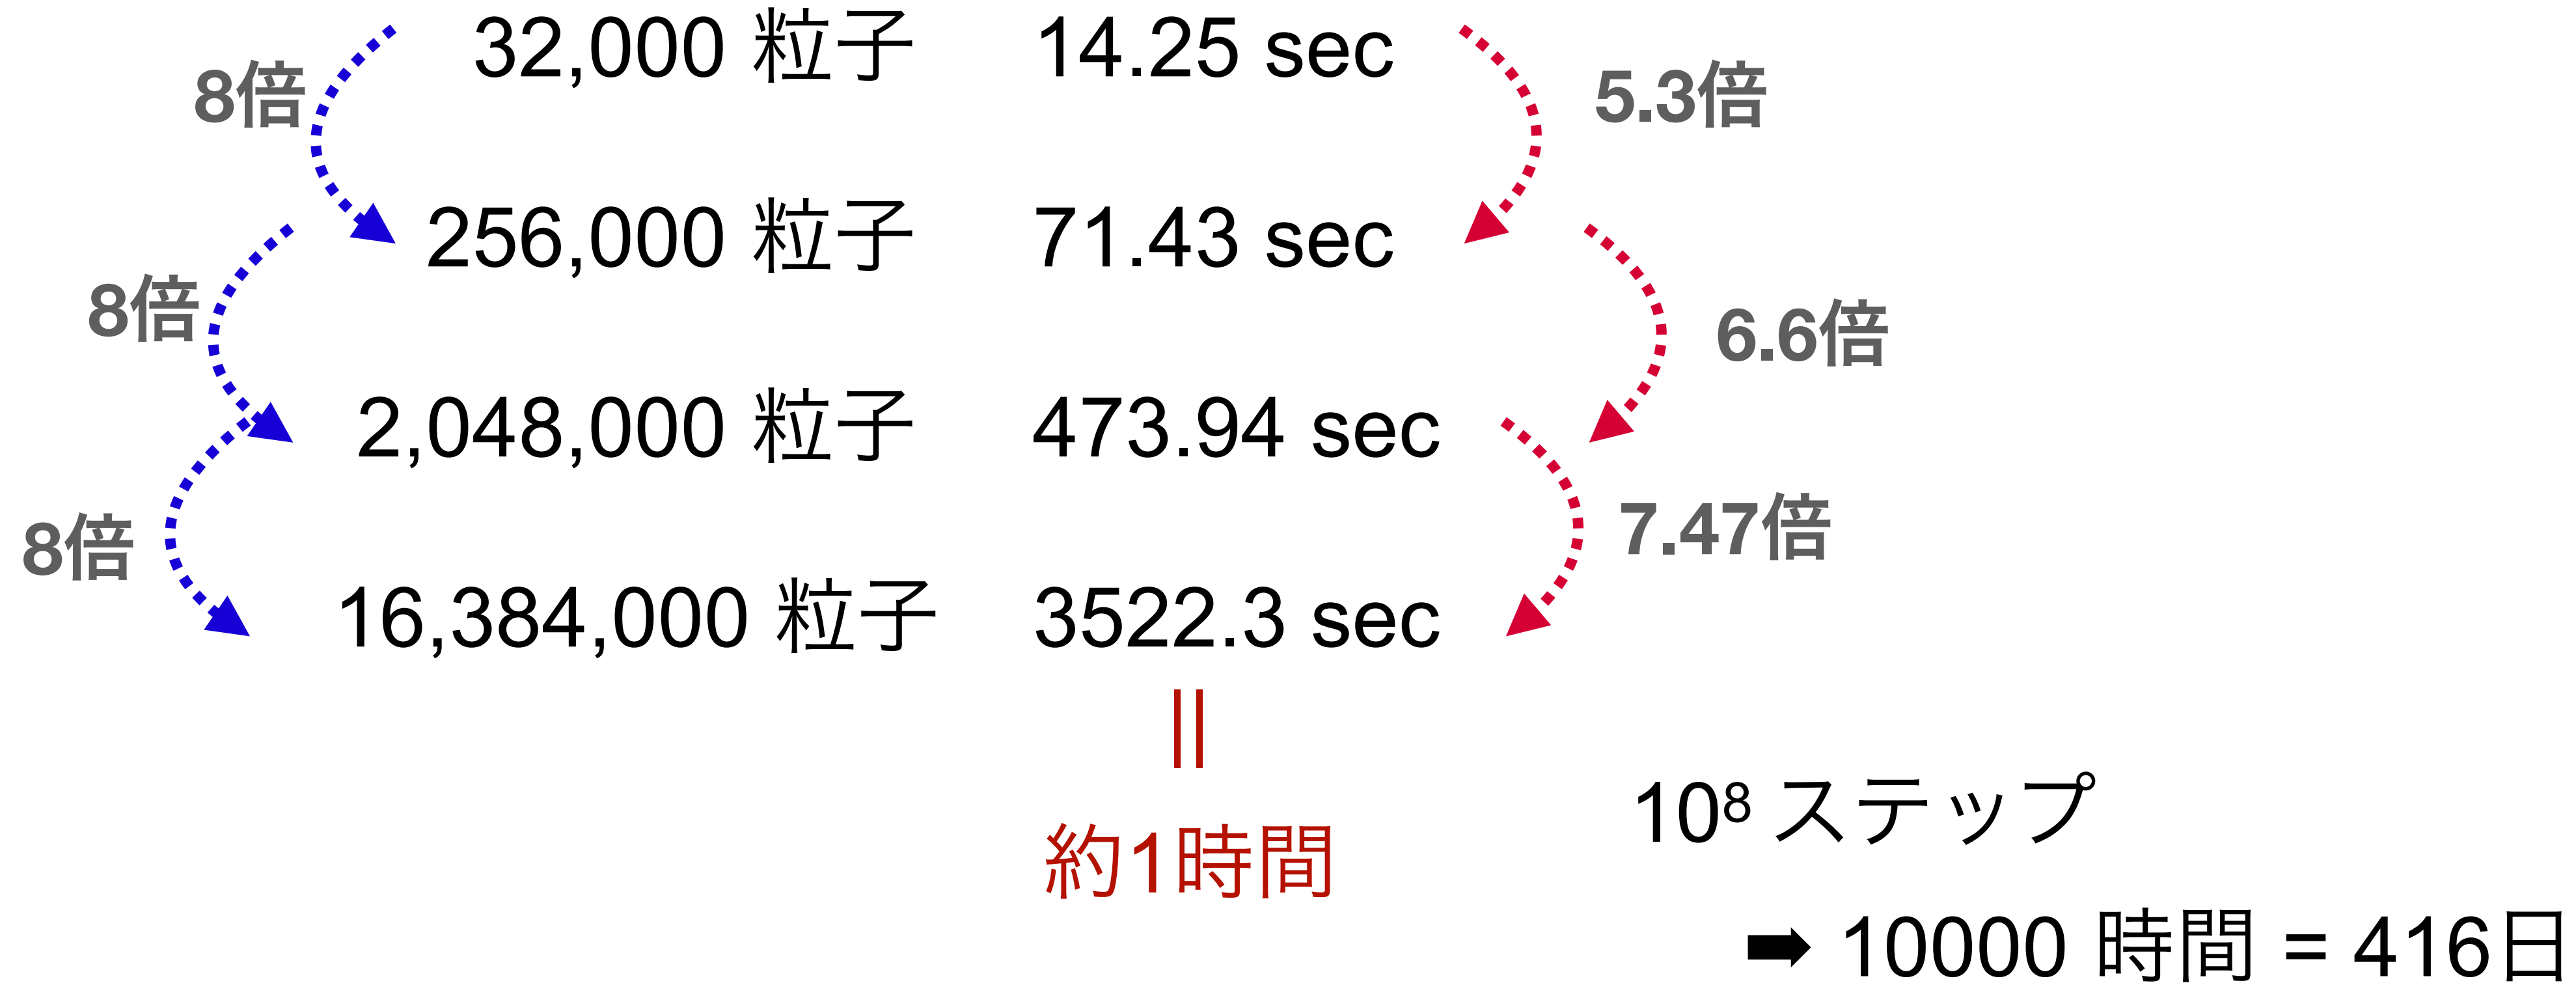 32,000 粒子 14.25 sec
8倍 5.3倍
256,000 粒子 71.43 sec
8倍 6.6倍
2,048,000 粒子 473.94 sec
8倍 7.47倍
16,384,000 粒子 3522.3 sec
||
約1時間
10⁸ ステップ
➡ 10000 時間 = 416日